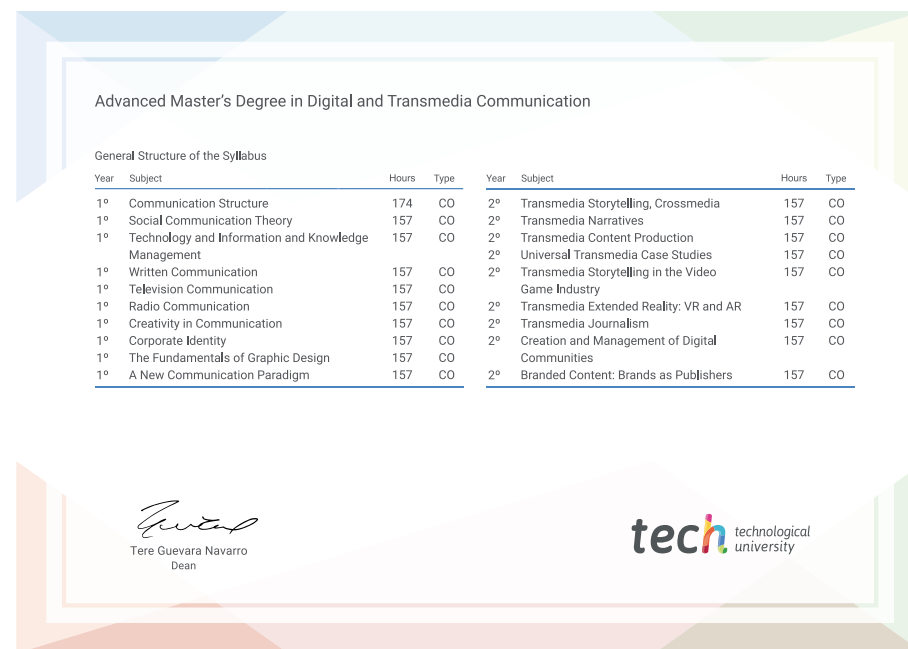 Advanced Master's Degree in Digital and Transmedia Communication
General Structure of the Syllabus
Year Subject Hours Type
1º Communication Structure 174 CO
1º Social Communication Theory 157 CO
1º Technology and Information and Knowledge 157 CO
Management
1º Written Communication 157 CO
1º Television Communication 157 CO
1º Radio Communication 157 CO
1º Creativity in Communication 157 CO
1º Corporate Identity 157 CO
1º The Fundamentals of Graphic Design 157 CO
1º A New Communication Paradigm 157 CO
Year Subject Hours Type
2º Transmedia Storytelling, Crossmedia 157 CO
2º Transmedia Narratives 157 CO
2º Transmedia Content Production 157 CO
2º Universal Transmedia Case Studies 157 CO
2º Transmedia Storytelling in the Video 157 CO
Game Industry
2º Transmedia Extended Reality: VR and AR 157 CO
2º Transmedia Journalism 157 CO
2º Creation and Management of Digital 157 CO
Communities
2º Branded Content: Brands as Publishers 157 CO
Tere Guevara Navarro
Dean
tech technological
university